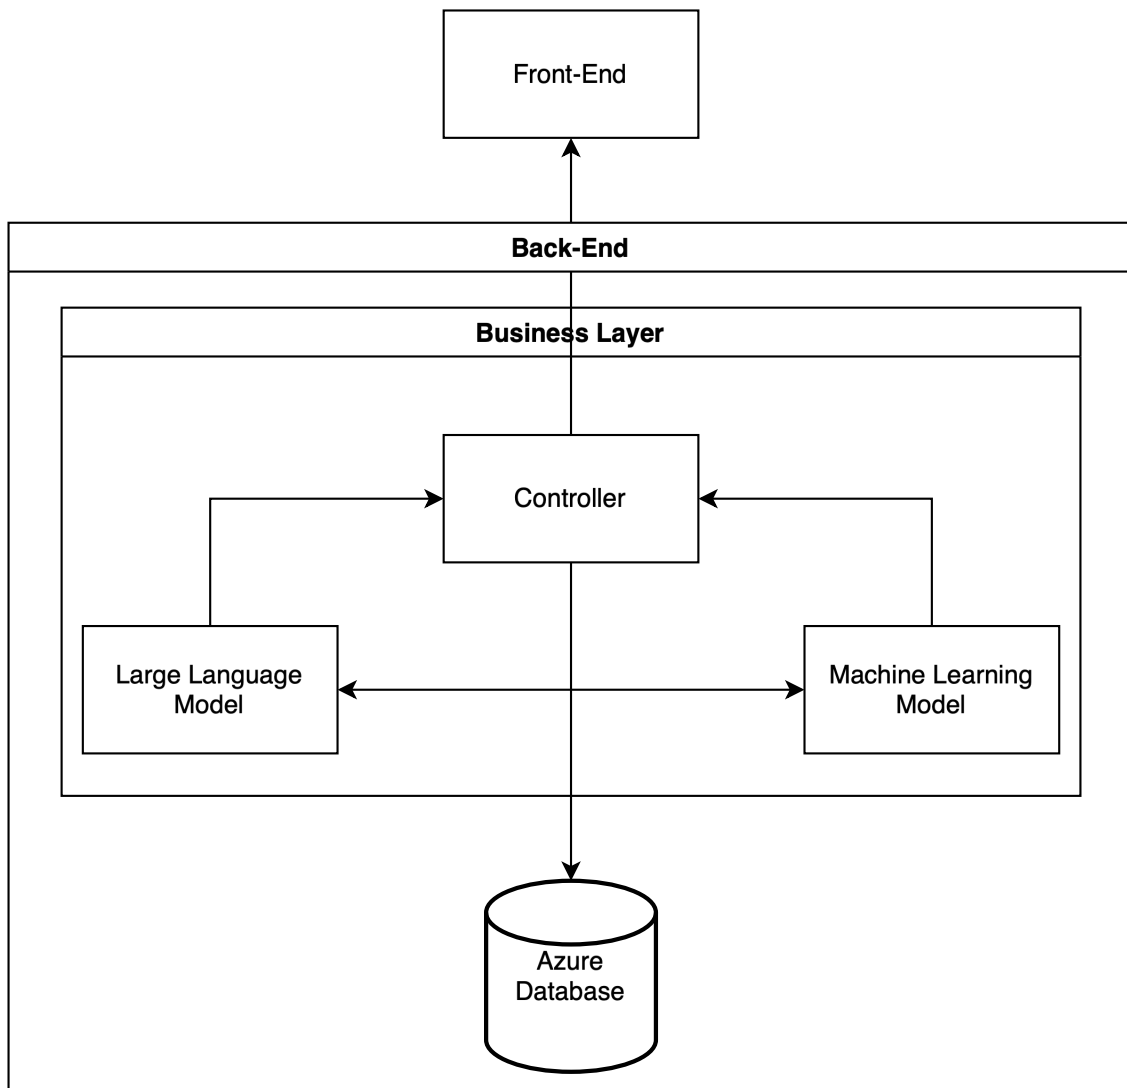 Front-End
Back-End
Business Layer
Controller
Large Language
Model
Machine Learning
Model
Azure
Database